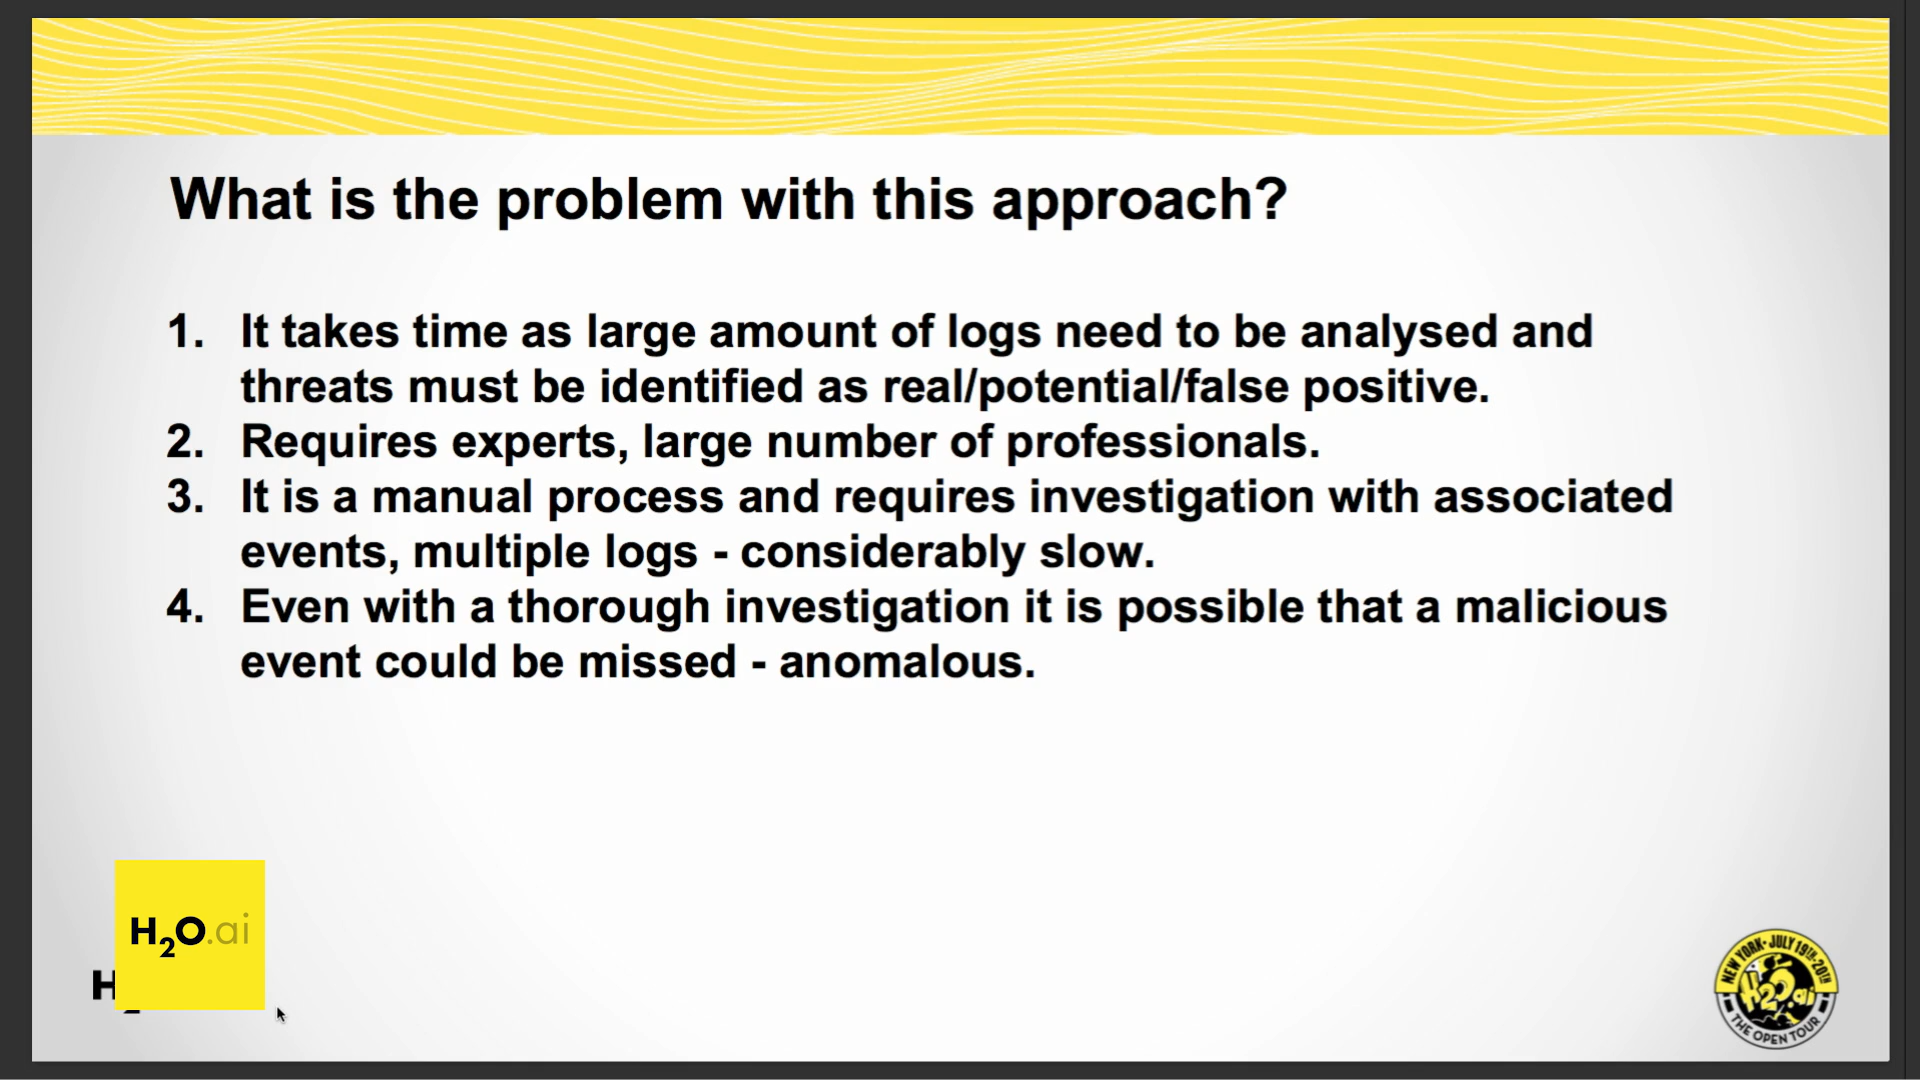 What is the problem with this approach?
1. It takes time as large amount of logs need to be analysed and
threats must be identified as real/potential/false positive.
2. Requires experts, large number of professionals.
3. It is a manual process and requires investigation with associated
events, multiple logs - considerably slow.
4. Even with a thorough investigation it is possible that a malicious
event could be missed - anomalous.
H2O.ai
H
NEW YORK • JULY 19TH-20TH
H2O.ai
THE OPEN TOUR